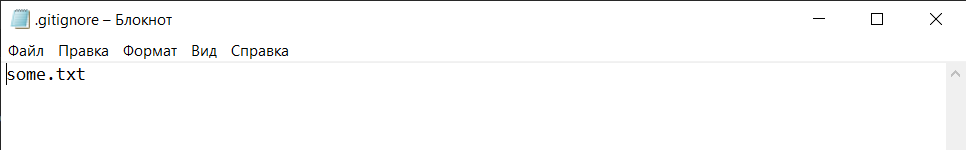 .gitignore – Блокнот
Файл Правка Формат Вид Справка
some.txt